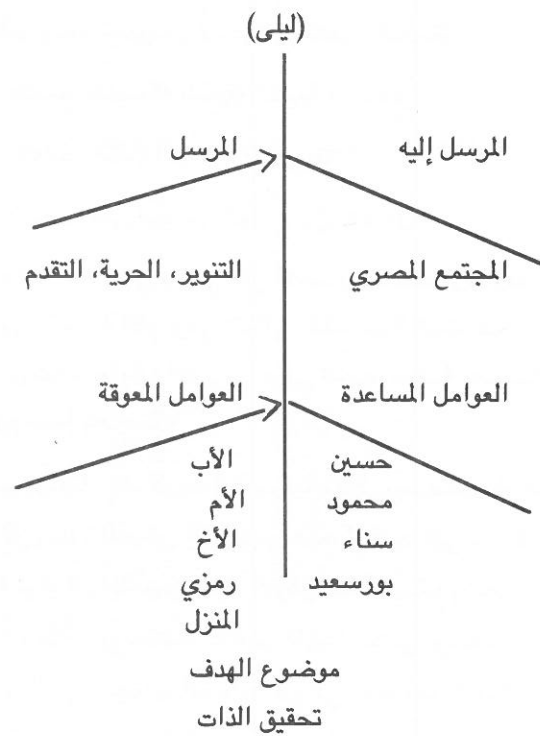 (ليلى)
المرسل إليه المرسل
المجتمع المصري التنوير، الحرية، التقدم
العوامل المساعدة العوامل المعوقة
حسين الأب
محمود الأم
سناء الأخ
بورسعيد رمزي
المنزل
موضوع الهدف
تحقيق الذات